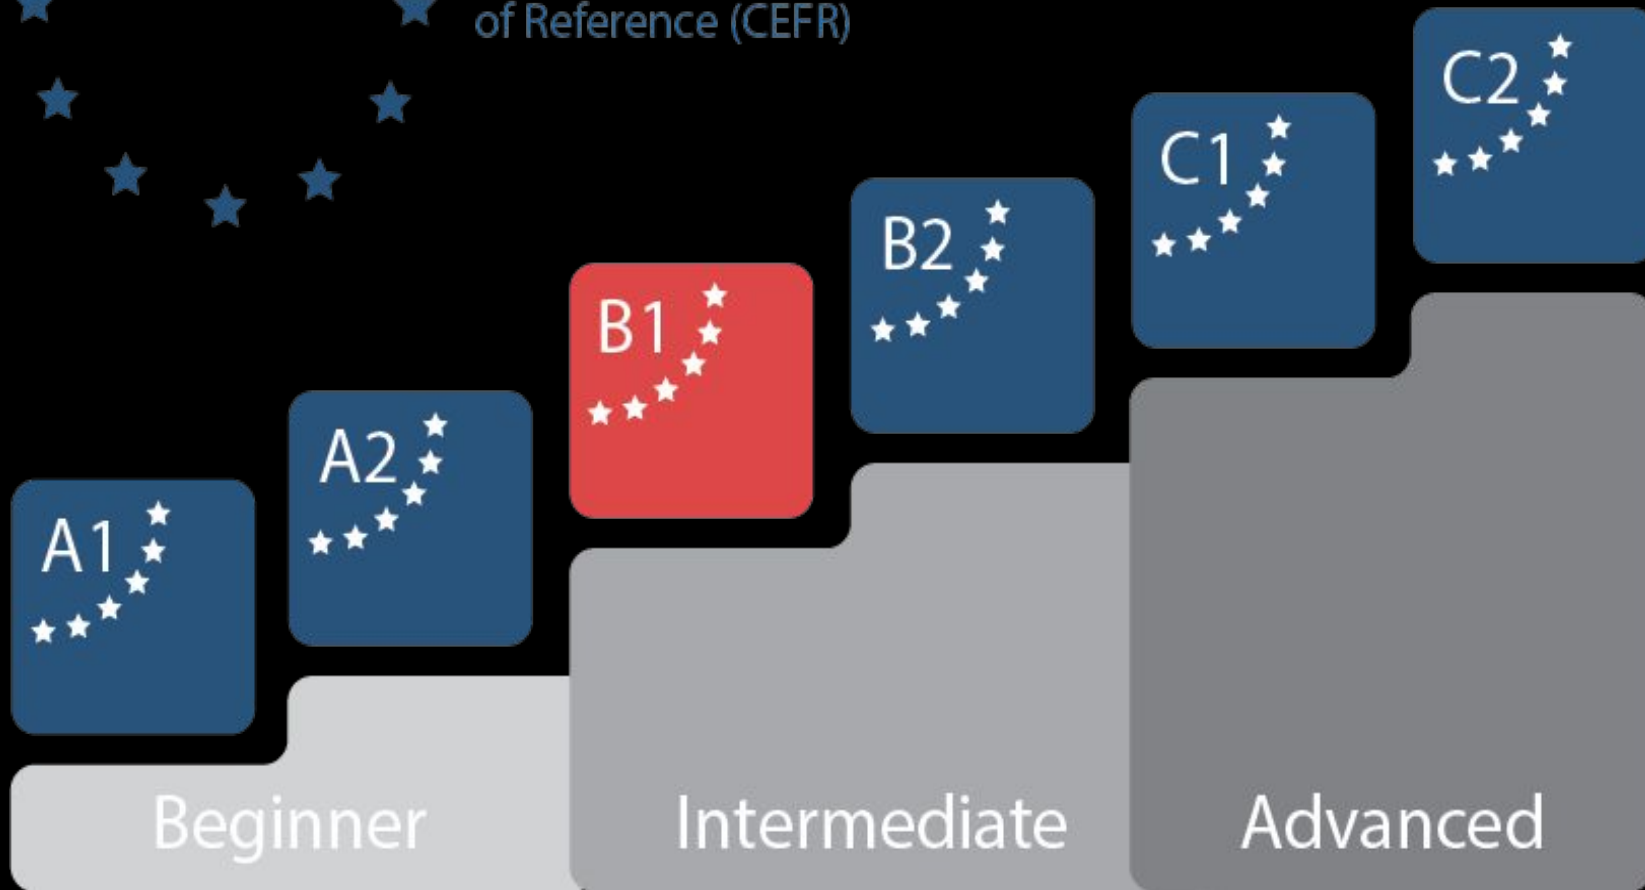 of Reference (CEFR)
C2
C1
B2
B1
A2
A1
Beginner
Intermediate
Advanced